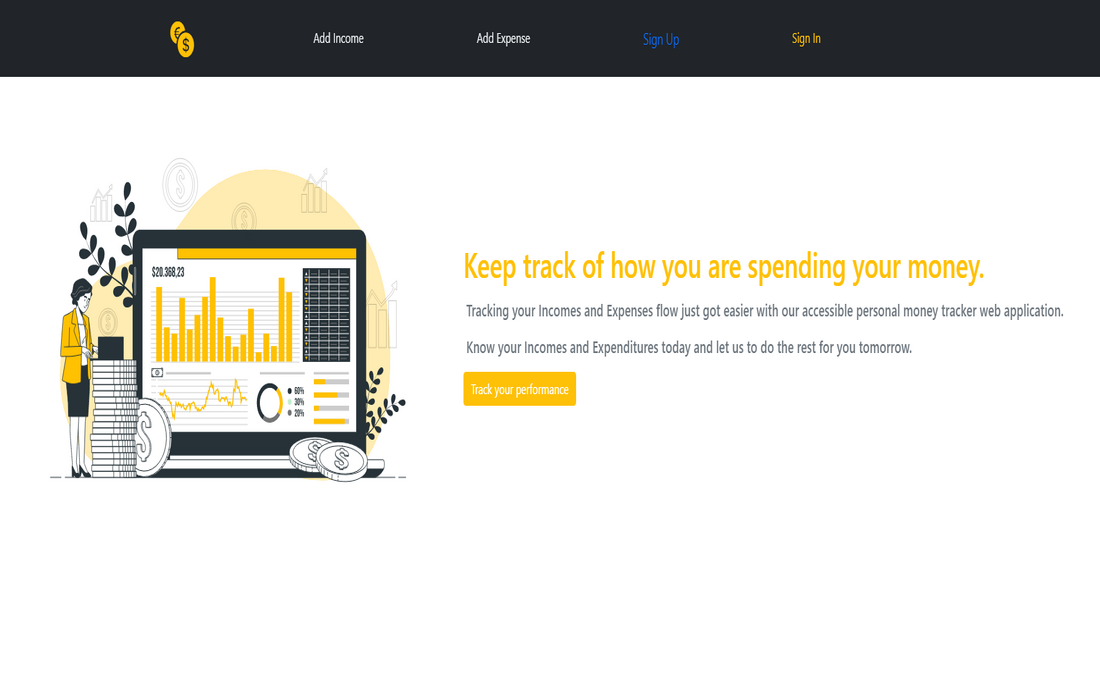 Add Income
Add Expense
Sign Up
Sign In
$20.368,23
60%
30%
20%
Keep track of how you are spending your money.
Tracking your Incomes and Expenses flow just got easier with our accessible personal money tracker web application.
Know your Incomes and Expenditures today and let us to do the rest for you tomorrow.
Track your performance